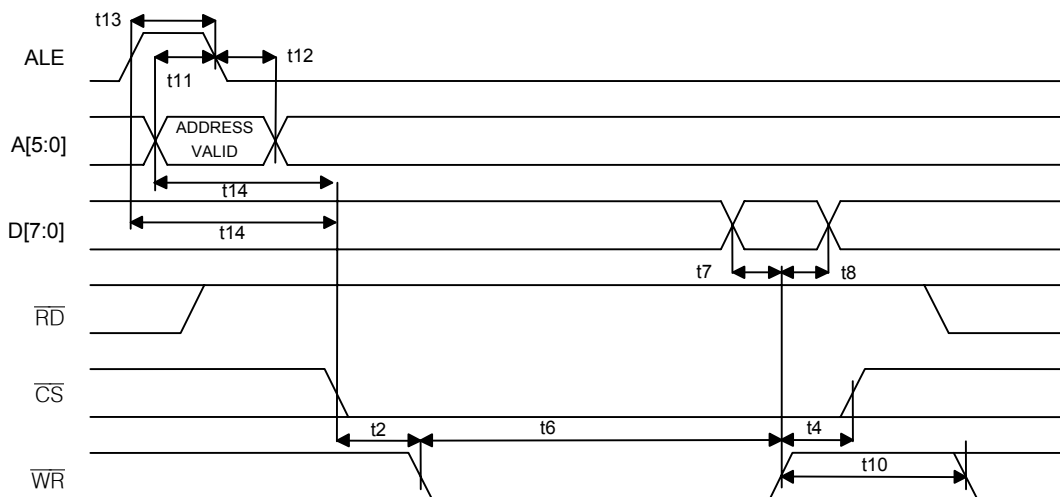 t13
ALE
t12
t11
A[5:0]
ADDRESS
VALID
t14
D[7:0]
t14
t7
t8
RD
CS
t2
t6
t4
WR
t10